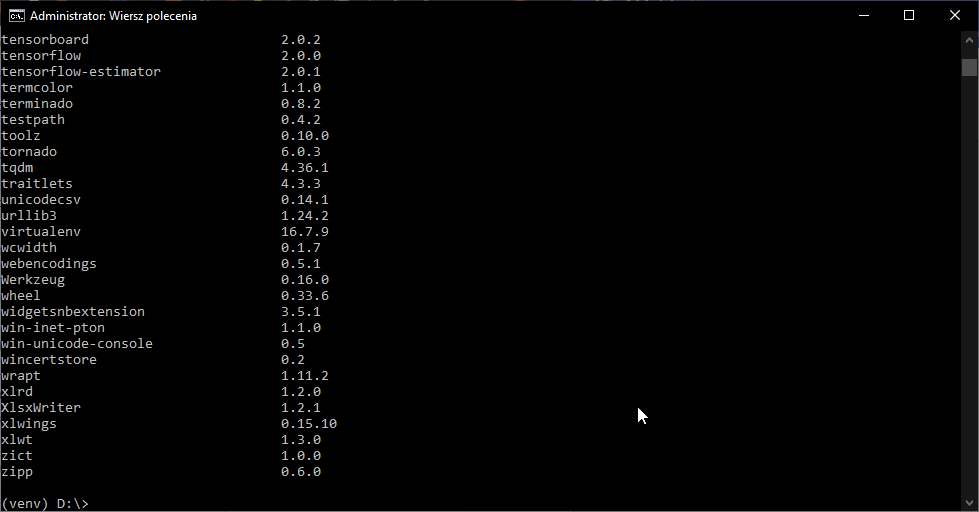 Administrator: Wiersz polecenia
tensorboard 2.0.2
tensorflow 2.0.0
tensorflow-estimator 2.0.1
termcolor 1.1.0
terminado 0.8.2
testpath 0.4.2
toolz 0.10.0
tornado 6.0.3
tqdm 4.36.1
traitlets 4.3.3
unicodecsv 0.14.1
urllib3 1.24.2
virtualenv 16.7.9
wcwidth 0.1.7
webencodings 0.5.1
Werkzeug 0.16.0
wheel 0.33.6
widgetsnbextension 3.5.1
win-inet-pton 1.1.0
win-unicode-console 0.5
wincertstore 0.2
wrapt 1.11.2
xlrd 1.2.0
XlsxWriter 1.2.1
xlwings 0.15.10
xlwt 1.3.0
zict 1.0.0
zipp 0.6.0
(venv) D:\>